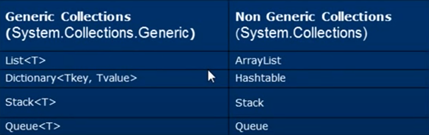 Generic Collections Non Generic Collections
(System.Collections.Generic) (System.Collections)
List<T> ArrayList
Dictionary<Tkey, Tvalue> Hashtable
Stack<T> Stack
Queue<T> Queue